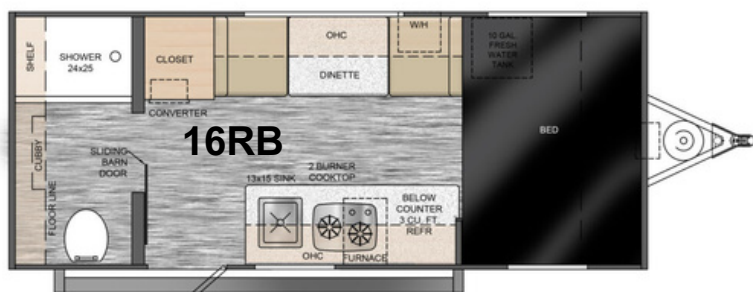 SHELF
SHOWER
24x25
CLOSET
OHC
DINETTE
W/H
10 GAL
FRESH
WATER
TANK
CONVERTER
16RB
BED
CUBBY
FLOOR LINE
SLIDING
BARN
DOOR
13x15 SINK
2 BURNER
COOKTOP
BELOW
COUNTER
3 CU. FT.
REFR
OHC
FURNACE